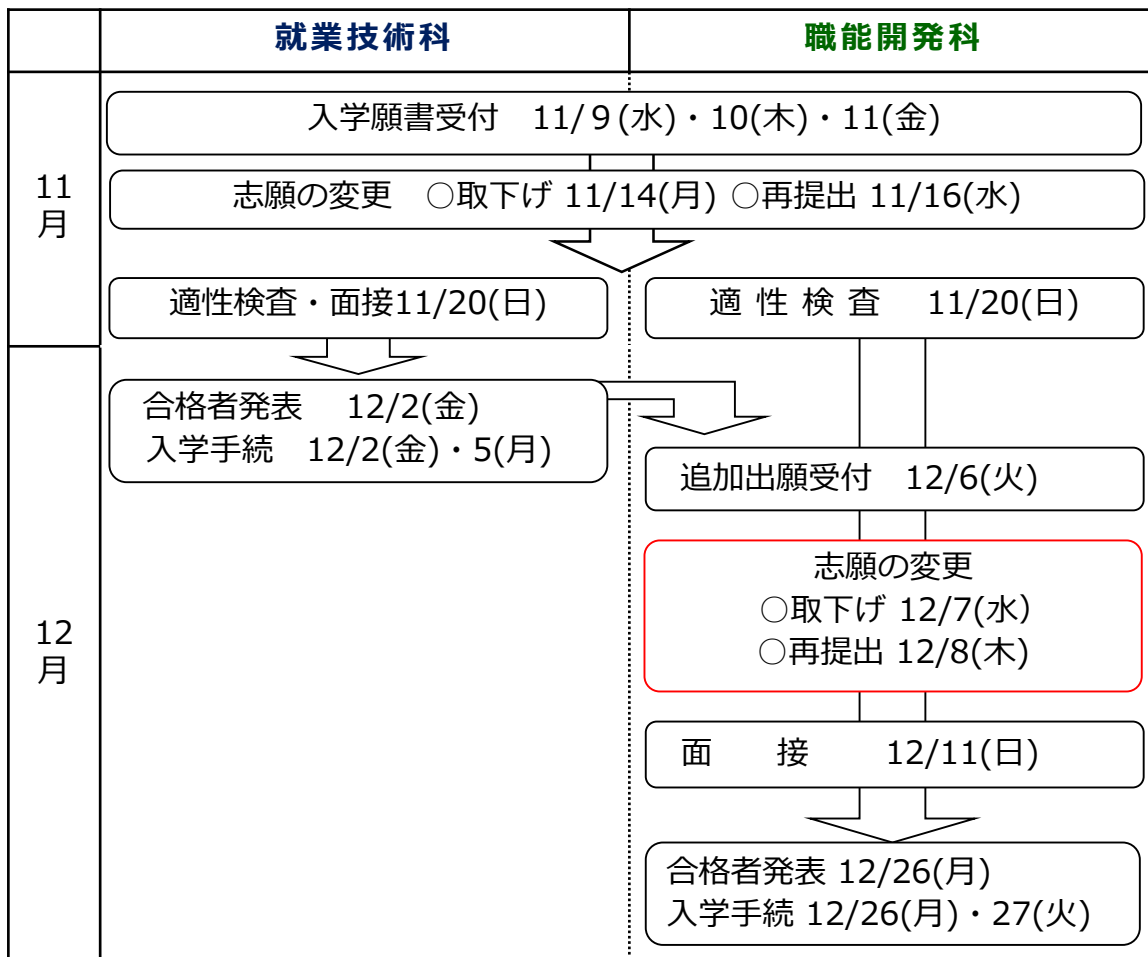 就業技術科
職能開発科
11
月
入学願書受付　11/９(水)・10(木)・11(金)
志願の変更　○取下げ 11/14(月) ○再提出 11/16(水)
適性検査・面接11/20(日)
適 性 検 査　11/20(日)
12
月
合格者発表　12/2(金)
入学手続　12/2(金)・5(月)
追加出願受付　12/6(火)
志願の変更
○取下げ 12/7(水）
○再提出 12/8(木)
面　　接　　12/11(日)
合格者発表 12/26(月)
入学手続 12/26(月)・27(火)